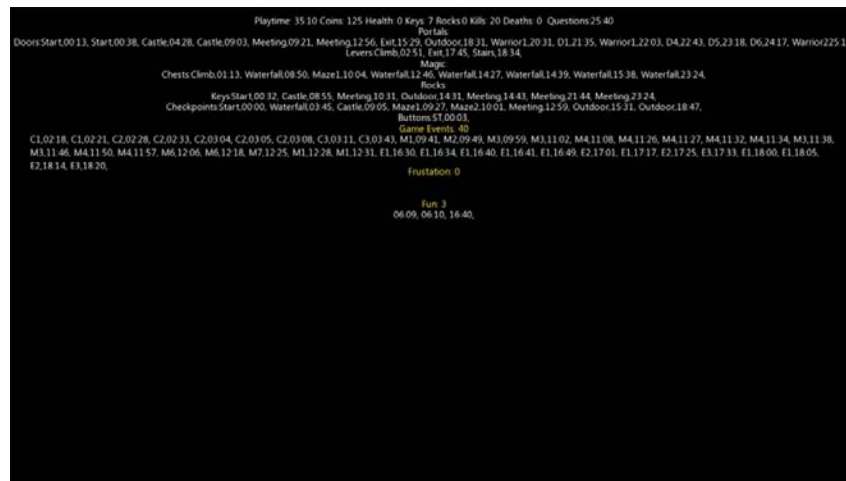 Playtime: 35:10 Coins: 125 Health: 0 Keys: 7 Rocks:0 Kills: 20 Deaths: 0 Questions:25:40
Portals:
Doors:Start,00:13, Start,00:38, Castle,04:28, Castle,09:03, Meeting,09:21, Meeting,12:56, Exit,15:29, Outdoor,18:31, Warrior1,20:31, D1,21:35, Warrior1,22:03, D4,22:43, D5,23:18, D6,24:17, Warrior2,25:1
Levers:Climb,02:51, Exit,17:45, Stairs,18:34,
Magic:
Chests:Climb,01:13, Waterfall,08:50, Maze1,10:04, Waterfall,12:46, Waterfall,14:27, Waterfall,14:39, Waterfall,15:38, Waterfall,23:24,
Rocks:
Keys:Start,00:32, Castle,08:55, Meeting,10:31, Outdoor,14:31, Meeting,14:43, Meeting,21:44, Meeting,23:24,
Checkpoints:Start,00:00, Waterfall,03:45, Castle,09:05, Maze1,09:27, Maze2,10:01, Meeting,12:59, Outdoor,15:31, Outdoor,18:47,
Buttons:ST,00:03,
Game Events: 40
C1,02:18, C1,02:21, C2,02:28, C2,02:33, C2,03:04, C2,03:05, C2,03:08, C3,03:11, C3,03:43, M1,09:41, M2,09:49, M3,09:59, M3,11:02, M4,11:08, M4,11:26, M4,11:27, M4,11:32, M4,11:34, M3,11:38,
M3,11:46, M4,11:50, M4,11:57, M6,12:06, M6,12:18, M7,12:25, M1,12:28, M1,12:31, E1,16:30, E1,16:34, E1,16:40, E1,16:41, E1,16:49, E2,17:01, E1,17:17, E2,17:25, E3,17:33, E1,18:00, E1,18:05,
E2,18:14, E3,18:20,
Frustation: 0
Fun: 3
06:09, 06:10, 16:40,